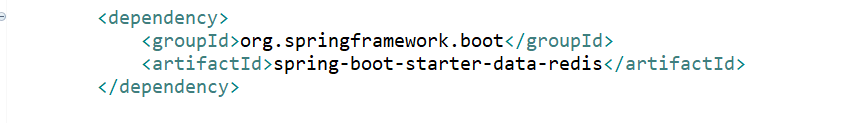 <dependency>
<groupId>org.springframework.boot</groupId>
<artifactId>spring-boot-starter-data-redis</artifactId>
</dependency>